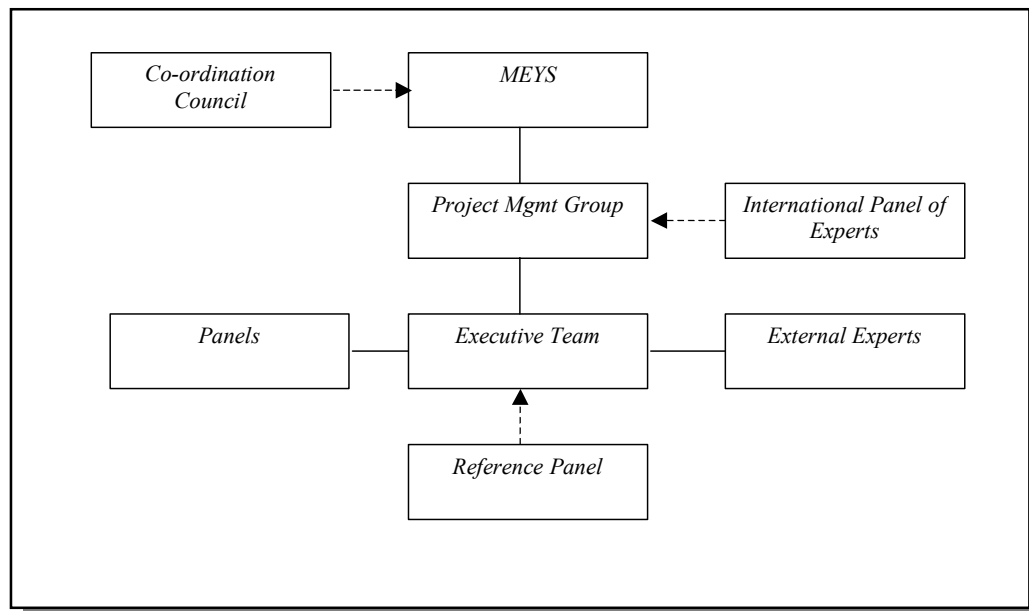 Co-ordination
Council
MEYS
Project Mgmt Group
International Panel of
Experts
Panels
Executive Team
External Experts
Reference Panel